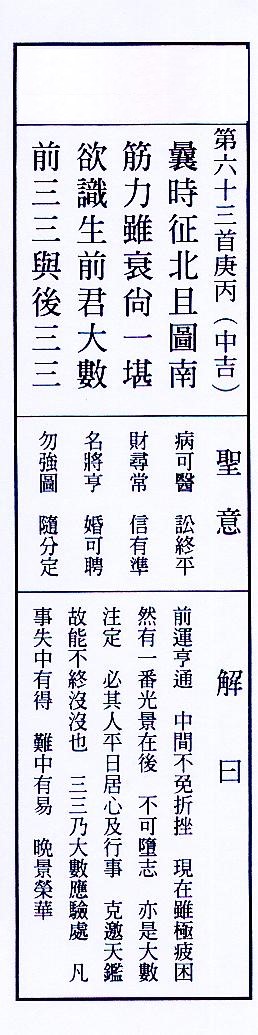 第六十三首庚丙（中吉）
曩時征北且圖南
筋力雖衰尙一堪
欲識生前君大數
前三三與後三三
聖意
病可醫　訟終平
財尋常　信有準
名將亨　婚可聘
勿強圖　隨分定
解曰
前運亨通　中間不免折挫　現在雖極疲困
然有一番光景在後　不可墮志　亦是大數
注定　必其人平日居心及行事　克邀天鑑
故能不終沒沒也　三三乃大數應驗處　凡
事失中有得　難中有易　晚景榮華